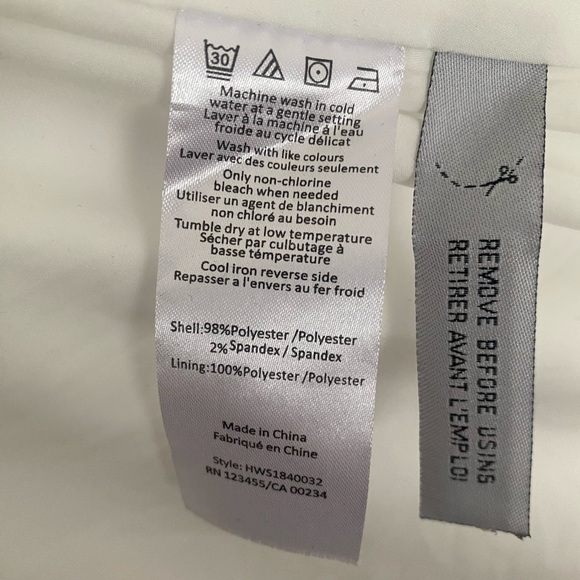 30
Machine wash in cold
water at a gentle setting
Laver à la machine á l'eau
froide au cycle délicat
Wash with like colours
Laver avec des couleurs seulement
Only non-chlorine
bleach when needed
Utiliser un agent de blanchiment
non chloré au besoin
Tumble dry at low temperature
Sécher par culbutage à
basse témpérature
Cool iron reverse side
Repasser a l'envers au fer froid
Shell:98%Polyester /Polyester
2%Spandex / Spandex
Lining:100%Polyester /Polyester
Made in China
Fabriqué en Chine
Style: HWS1840032
RN 123455/CA 00234
REMOVE BEFORE USING
RETIRER AVANT L'EMPLOI